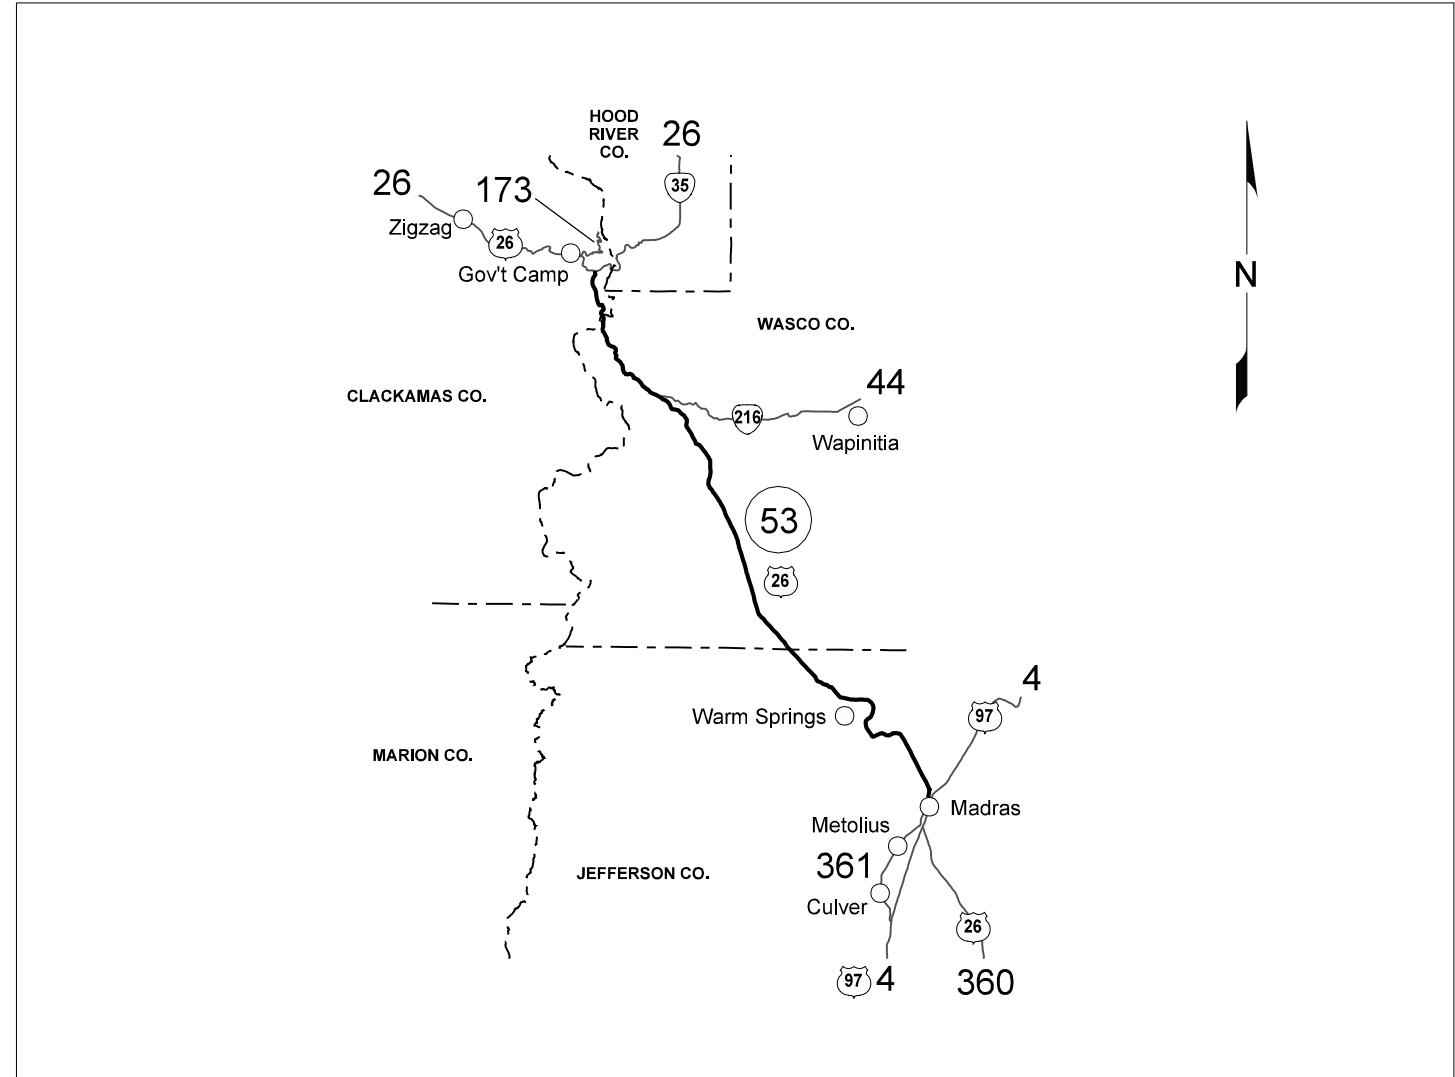 HOOD
RIVER
CO.
26
35
26
173
Zigzag
26
Gov't Camp
N
WASCO CO.
CLACKAMAS CO.
44
216
Wapinitia
53
26
4
97
Warm Springs
MARION CO.
Madras
Metolius
361
JEFFERSON CO.
Culver
26
97 4
360